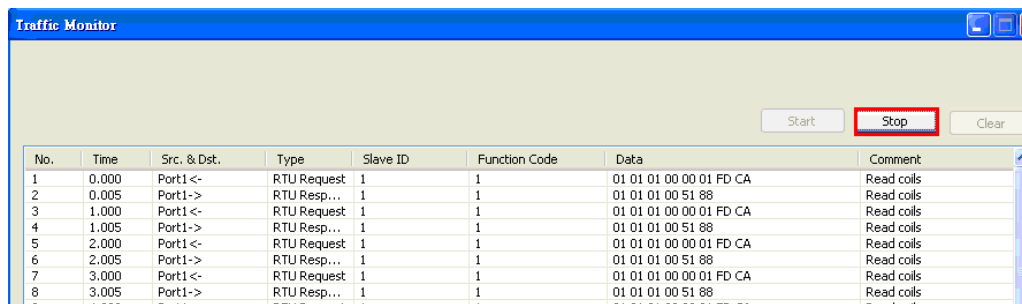 Traffic Monitor
Start Stop Clear
No. Time Src. & Dst. Type Slave ID Function Code Data Comment
1 0.000 Port1<- RTU Request 1 1 01 01 01 00 00 01 FD CA Read coils
2 0.005 Port1-> RTU Resp... 1 1 01 01 01 00 51 88 Read coils
3 1.000 Port1<- RTU Request 1 1 01 01 01 00 00 01 FD CA Read coils
4 1.005 Port1-> RTU Resp... 1 1 01 01 01 00 51 88 Read coils
5 2.000 Port1<- RTU Request 1 1 01 01 01 00 00 01 FD CA Read coils
6 2.005 Port1-> RTU Resp... 1 1 01 01 01 00 51 88 Read coils
7 3.000 Port1<- RTU Request 1 1 01 01 01 00 00 01 FD CA Read coils
8 3.005 Port1-> RTU Resp... 1 1 01 01 01 00 51 88 Read coils